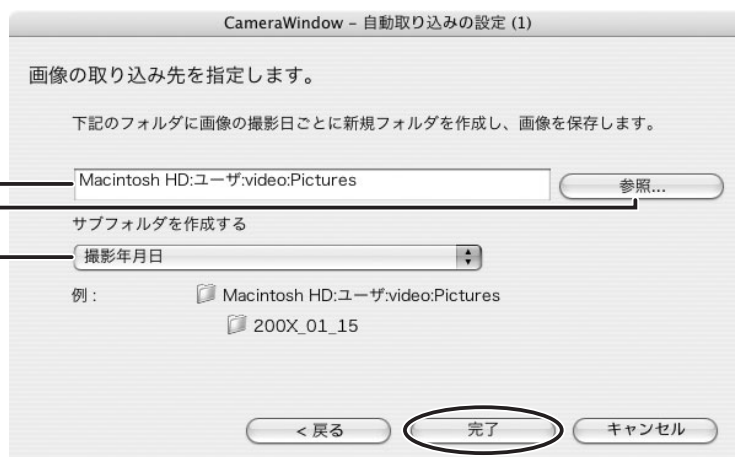 CameraWindow – 自動取り込みの設定 (1)
画像の取り込み先を指定します。
下記のフォルダに画像の撮影日ごとに新規フォルダを作成し、画像を保存します。
Macintosh HD:ユーザ:video:Pictures
参照...
サブフォルダを作成する
撮影年月日
例 : Macintosh HD:ユーザ:video:Pictures
200X_01_15
< 戻る 完了 キャンセル